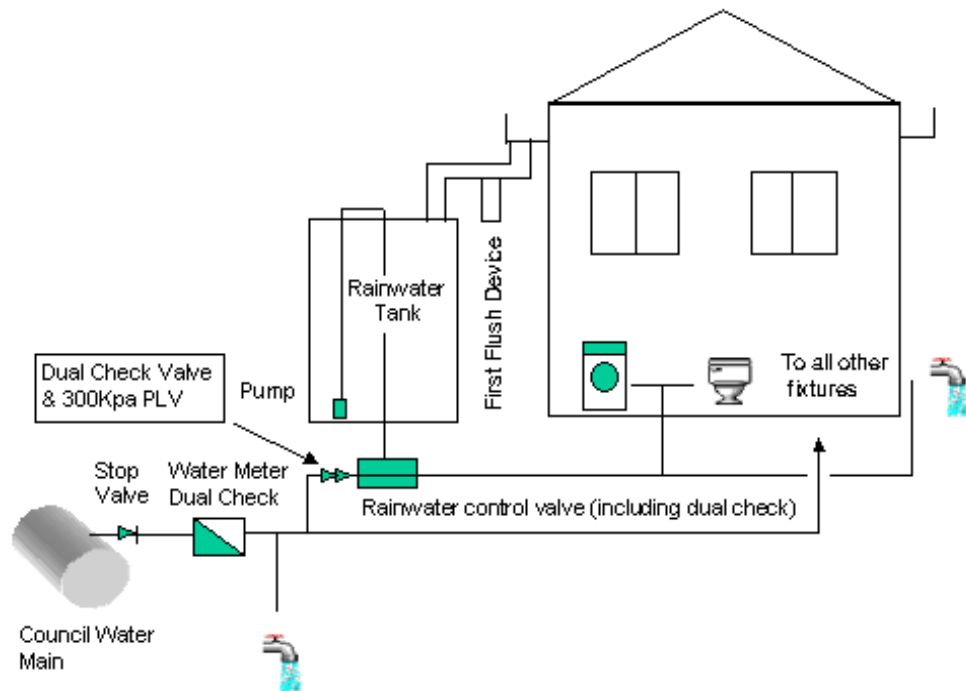 Rainwater
Tank
First Flush Device
Dual Check Valve
& 300Kpa PLV
Pump
To all other
fixtures
Stop
Valve
Water Meter
Dual Check
Rainwater control valve (including dual check)
Council Water
Main